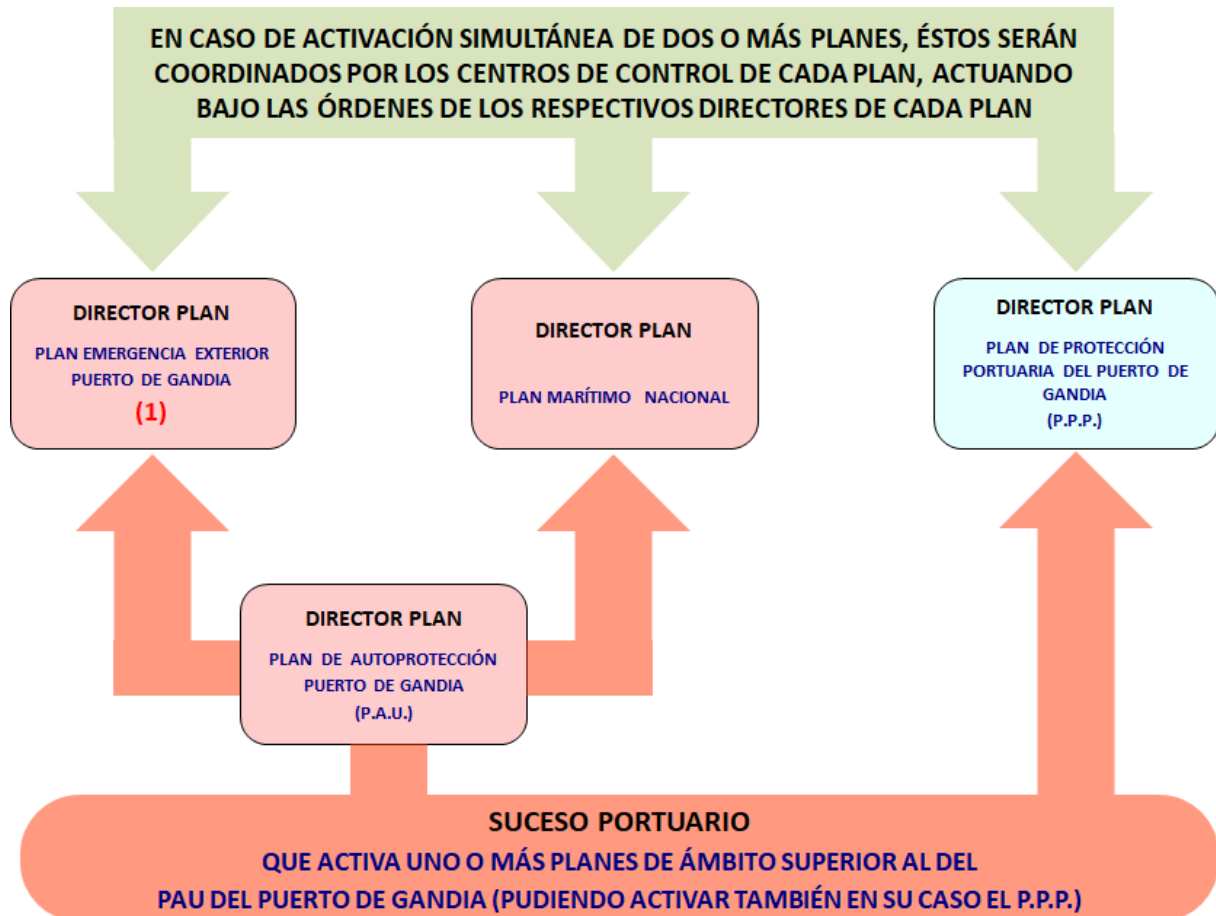 EN CASO DE ACTIVACIÓN SIMULTÁNEA DE DOS O MÁS PLANES, ÉSTOS SERÁN
COORDINADOS POR LOS CENTROS DE CONTROL DE CADA PLAN, ACTUANDO
BAJO LAS ÓRDENES DE LOS RESPECTIVOS DIRECTORES DE CADA PLAN
DIRECTOR PLAN
PLAN EMERGENCIA EXTERIOR
PUERTO DE GANDIA
(1)
DIRECTOR PLAN
PLAN MARÍTIMO NACIONAL
DIRECTOR PLAN
PLAN DE PROTECCIÓN
PORTUARIA DEL PUERTO DE
GANDIA
(P.P.P.)
DIRECTOR PLAN
PLAN DE AUTOPROTECCIÓN
PUERTO DE GANDIA
(P.A.U.)
SUCESO PORTUARIO
QUE ACTIVA UNO O MÁS PLANES DE ÁMBITO SUPERIOR AL DEL
PAU DEL PUERTO DE GANDIA (PUDIENDO ACTIVAR TAMBIÉN EN SU CASO EL P.P.P.)